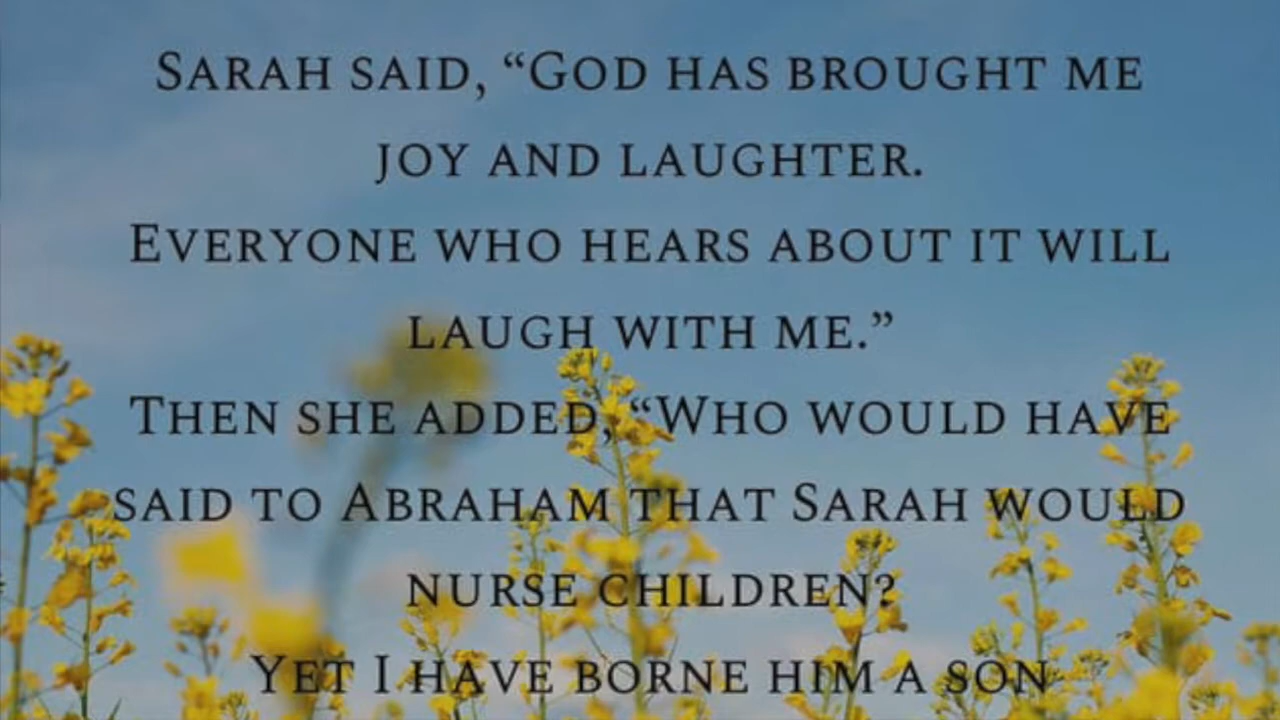 Sarah said, “God has brought me
joy and laughter.
Everyone who hears about it will
laugh with me.”
Then she added, “Who would have
said to Abraham that Sarah would
nurse children?
Yet I have borne him a son